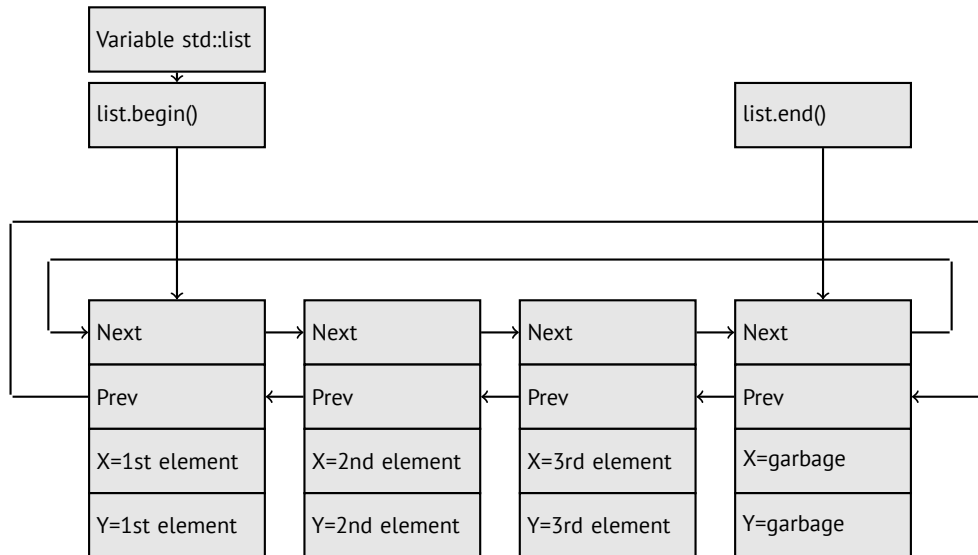 Variable std::list
list.begin()
list.end()
Next
Next
Next
Next
Prev
Prev
Prev
Prev
X=1st element
X=2nd element
X=3rd element
X=garbage
Y=1st element
Y=2nd element
Y=3rd element
Y=garbage